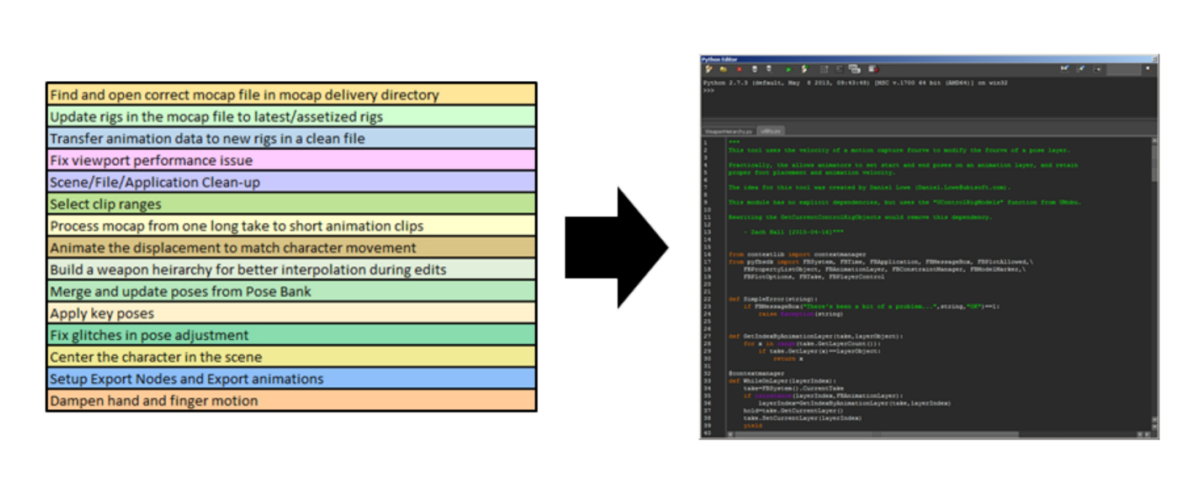 Find and open correct mocap file in mocap delivery directory
Update rigs in the mocap file to latest/assetized rigs
Transfer animation data to new rigs in a clean file
Fix viewport performance issue
Scene/File/Application Clean-up
Select clip ranges
Process mocap from one long take to short animation clips
Animate the displacement to match character movement
Build a weapon heirarchy for better interpolation during edits
Merge and update poses from Pose Bank
Apply key poses
Fix glitches in pose adjustment
Center the character in the scene
Setup Export Nodes and Export animations
Dampen hand and finger motion
Python Editor
Python 2.7.3 (default, May 8 2013, 09:43:48) [MSC v.1700 64 bit (AMD64)] on win32
>>>
WeaponHeirarchy.py utility.py
1 """
2 This tool uses the velocity of a motion capture fcurve to modify the fcurve of a pose layer.
3
4 Practically, the allows animators to set start and end poses on an animation layer, and retain
5 proper foot placement and animation velocity.
6
7 The idea for this tool was created by Daniel Lowe
8
9 This module has no explicit dependencies, but uses the "UControlRigModels" function from
10
11 Rewriting the GetCurrentControlRigObjects would remove this dependency.
12
13 - Zach Hall
14
15
16 from contextlib import contextmanager
17 from pyfbsdk import FBSystem, FBTime, FBApplication, FBMessageBox, FBPlotAllowed,\
18 FBPropertyListObject, FBAnimationLayer, FBConstraintManager, FBModelMarker,\
19 FBPlotOptions, FBTake, FBPlayerControl
20
21
22 def SimpleError(string):
23 if FBMessageBox("There's been a bit of a problem...",string,"OK")==1:
24 raise Exception(string)
25
26
27 def GetIndexByAnimationLayer(take,layerObject):
28 for x in range(take.GetLayerCount()):
29 if take.GetLayer(x)==layerObject:
30 return x
31
32 @contextmanager
33 def WhileOnLayer(layerIndex):
34 take=FBSystem().CurrentTake
35 if isinstance(layerIndex,FBAnimationLayer):
36 layerIndex=GetIndexByAnimationLayer(take,layerIndex)
37 hold=take.GetCurrentLayer()
38 take.SetCurrentLayer(layerIndex)
39 yield
40